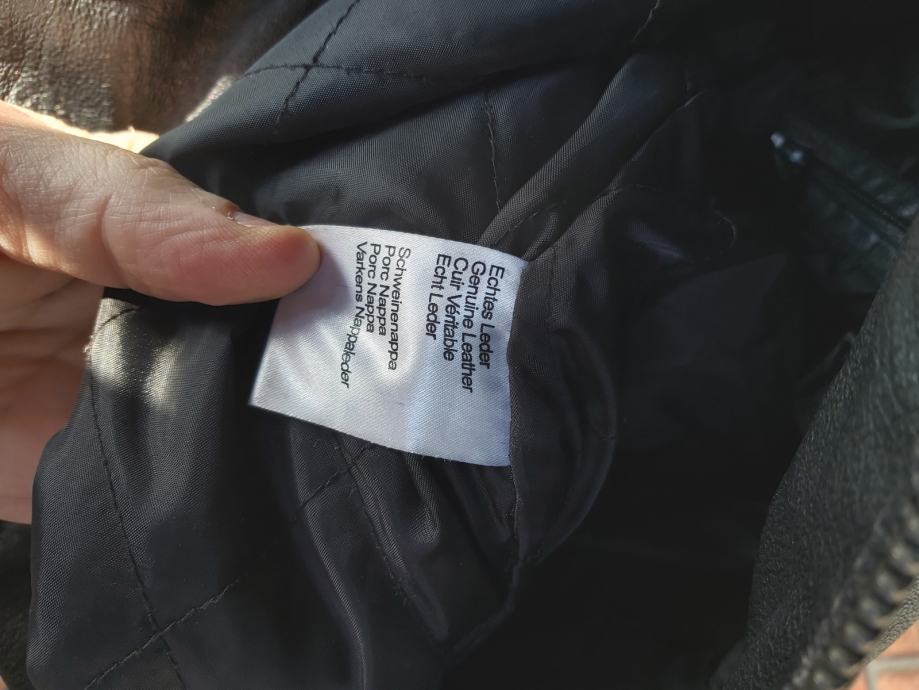 Echtes Leder
Genuine Leather
Cuir Véritable
Echt Leder
Schweinenappa
Porc Nappa
Porc Nappa
Varkens Nappaleder